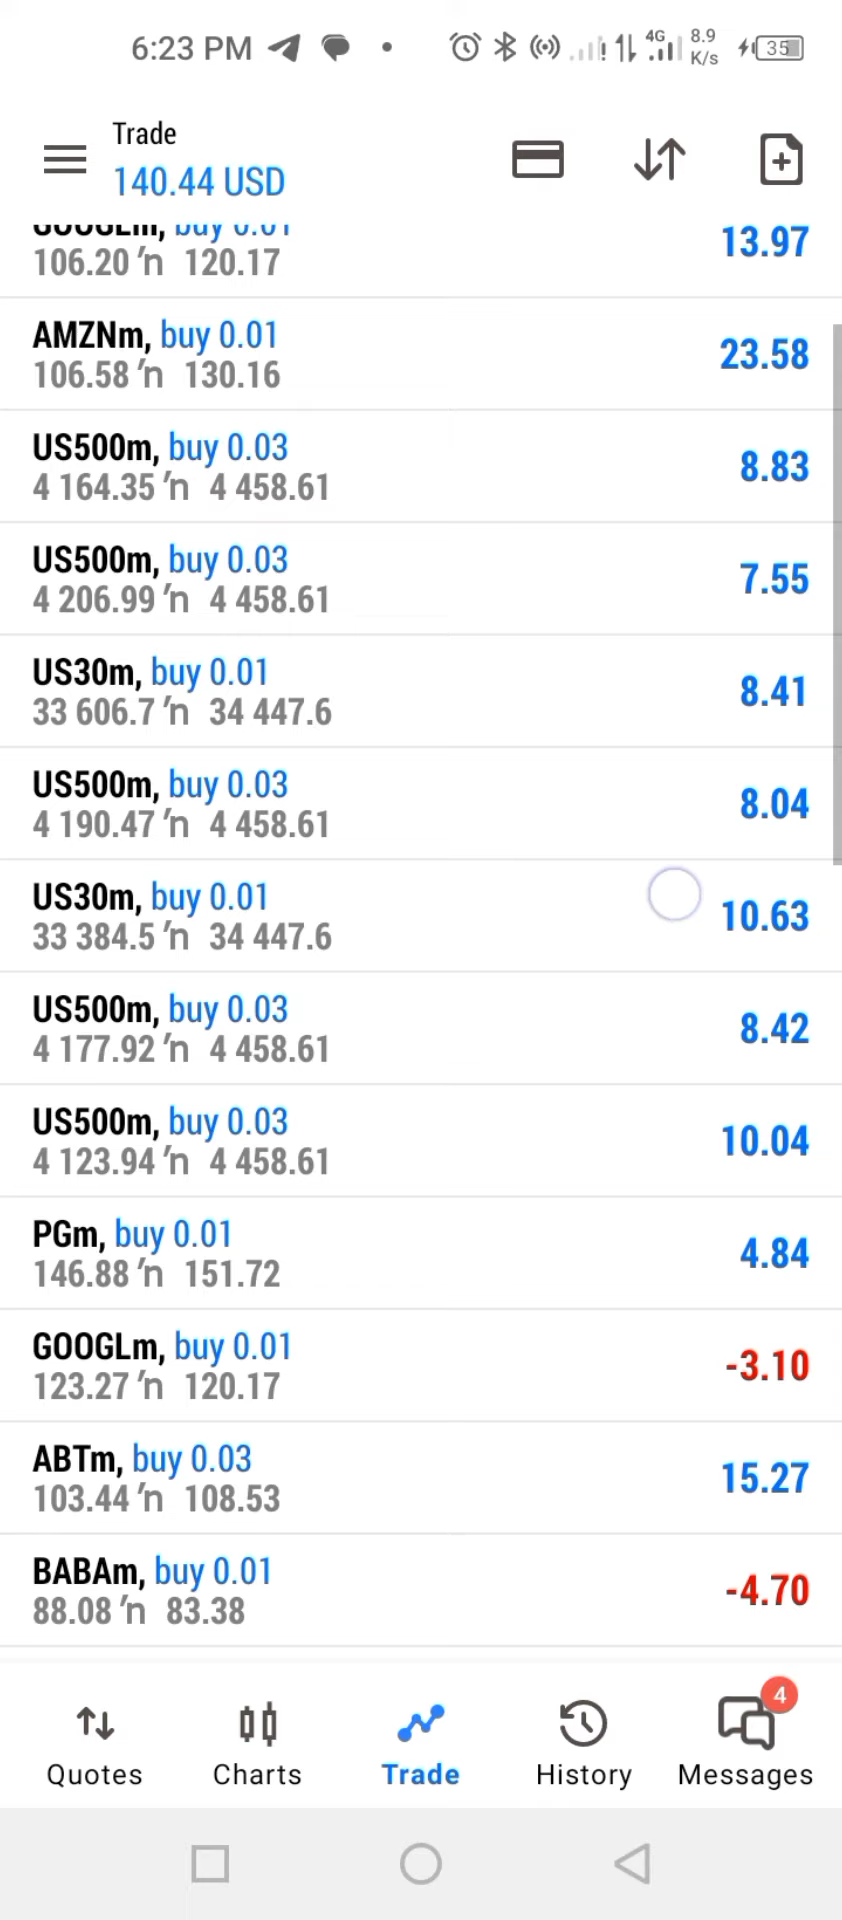 6:23 PM
4G 8.9 K/s 35
Trade
140.44 USD
GOOGLm, buy 0.01
106.20 'n 120.17
13.97
AMZNm, buy 0.01
106.58 'n 130.16
23.58
US500m, buy 0.03
4 164.35 'n 4 458.61
8.83
US500m, buy 0.03
4 206.99 'n 4 458.61
7.55
US30m, buy 0.01
33 606.7 'n 34 447.6
8.41
US500m, buy 0.03
4 190.47 'n 4 458.61
8.04
US30m, buy 0.01
33 384.5 'n 34 447.6
10.63
US500m, buy 0.03
4 177.92 'n 4 458.61
8.42
US500m, buy 0.03
4 123.94 'n 4 458.61
10.04
PGm, buy 0.01
146.88 'n 151.72
4.84
GOOGLm, buy 0.01
123.27 'n 120.17
-3.10
ABTm, buy 0.03
103.44 'n 108.53
15.27
BABAm, buy 0.01
88.08 'n 83.38
-4.70
4
Quotes Charts Trade History Messages